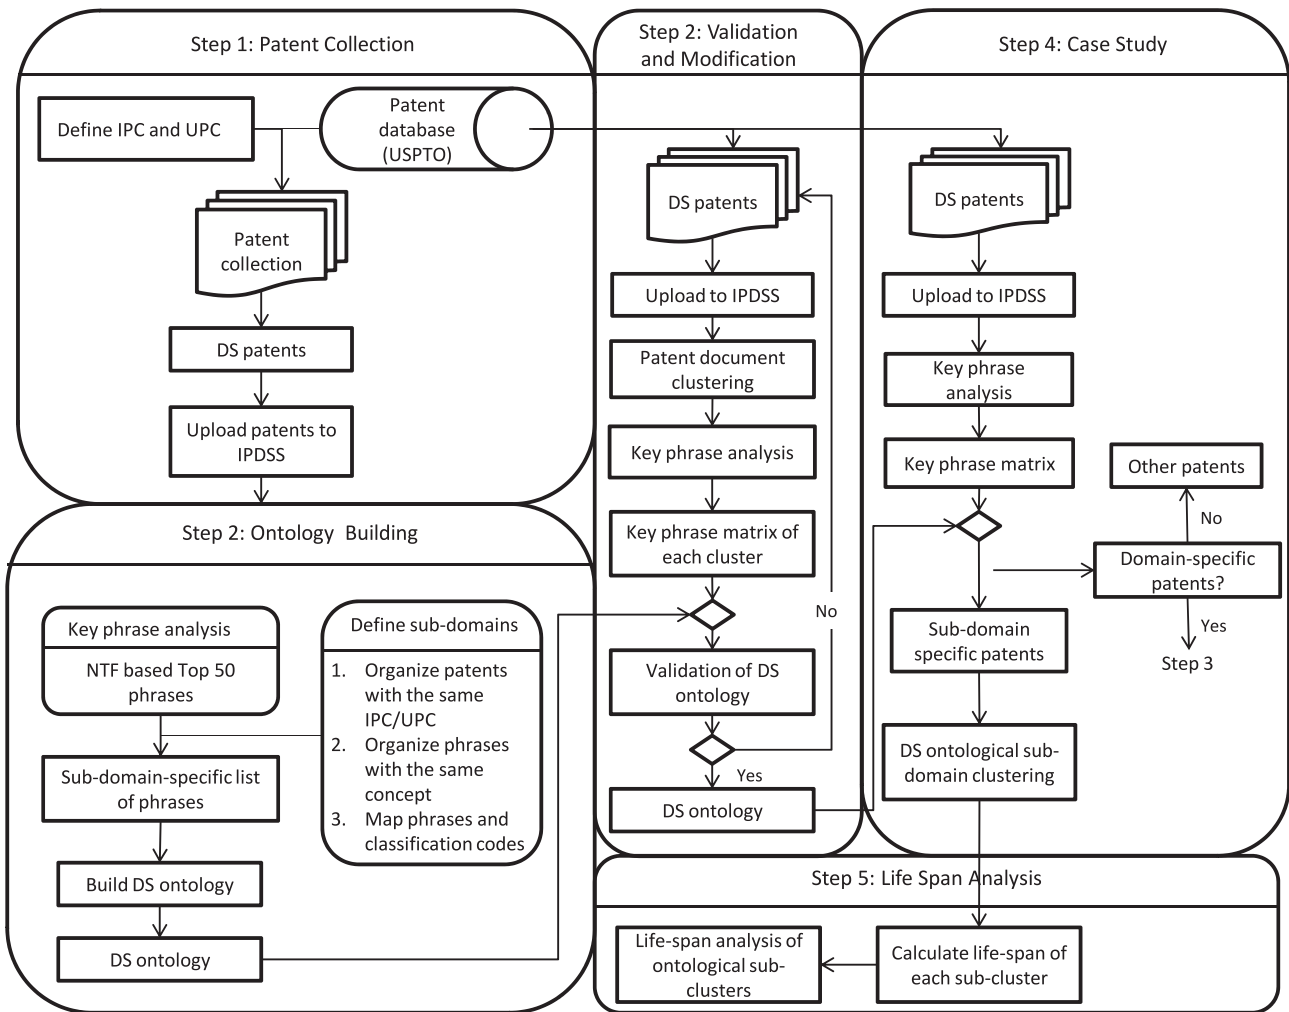 Step 1: Patent Collection
Define IPC and UPC
Patent
database
(USPTO)
Patent
collection
DS patents
Upload patents to
IPDSS
Step 2: Ontology Building
Key phrase analysis
NTF based Top 50
phrases
Define sub-domains
1. Organize patents
with the same
IPC/UPC
2. Organize phrases
with the same
concept
3. Map phrases and
classification codes
Sub-domain-specific list
of phrases
Build DS ontology
DS ontology
Step 2: Validation
and Modification
DS patents
Upload to IPDSS
Patent document
clustering
Key phrase analysis
Key phrase matrix of
each cluster
No
Validation of DS
ontology
Yes
DS ontology
Step 4: Case Study
DS patents
Upload to IPDSS
Key phrase
analysis
Key phrase matrix
Other patents
No
Domain-specific
patents?
Yes
Step 3
Sub-domain
specific patents
DS ontological sub-
domain clustering
Step 5: Life Span Analysis
Life-span analysis of
ontological sub-
clusters
Calculate life-span of
each sub-cluster